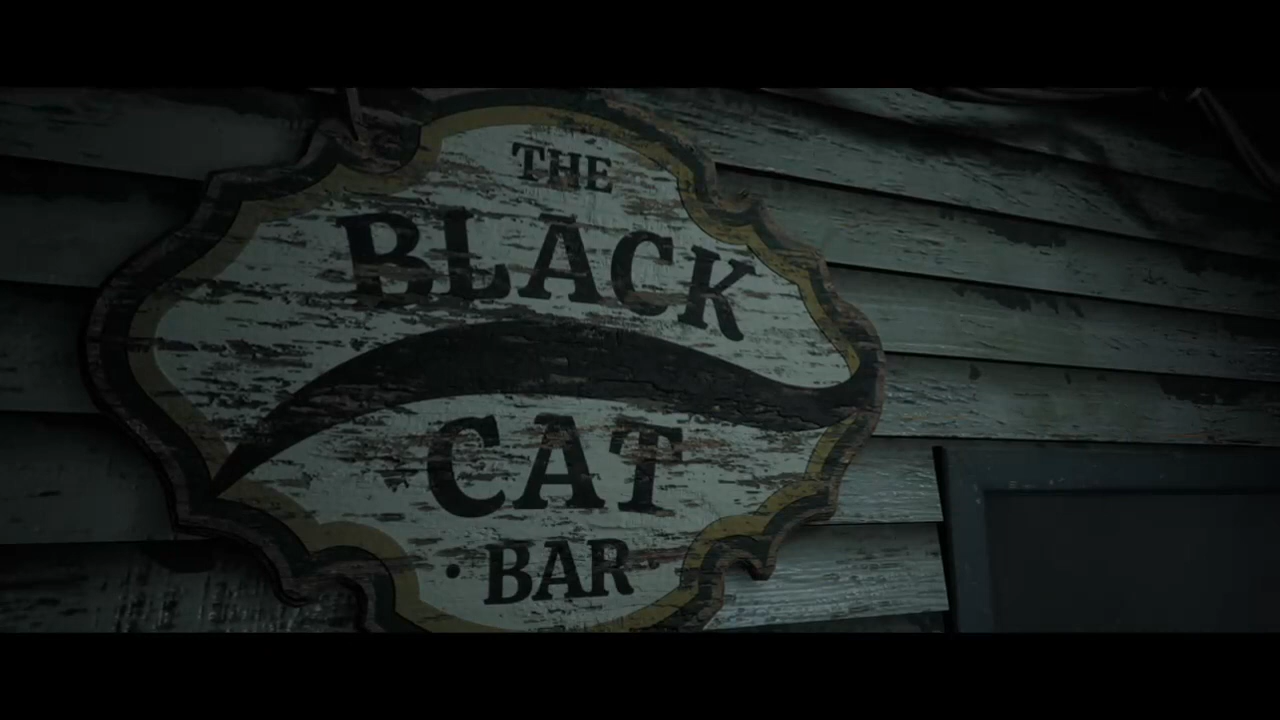 THE
BLACK
CAT
· BAR ·